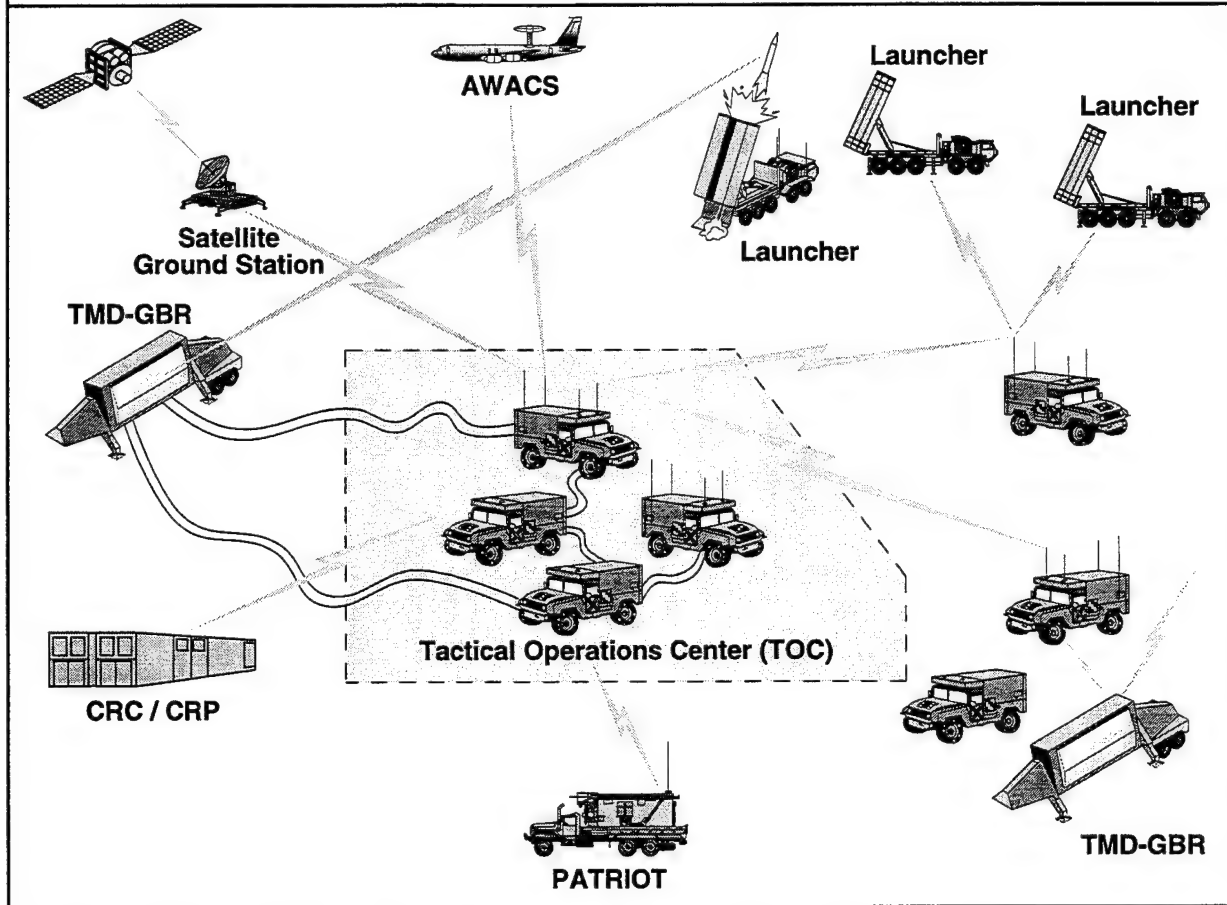 AWACS
Launcher
Launcher
Satellite
Ground Station
Launcher
TMD-GBR
Tactical Operations Center (TOC)
CRC / CRP
PATRIOT
TMD-GBR